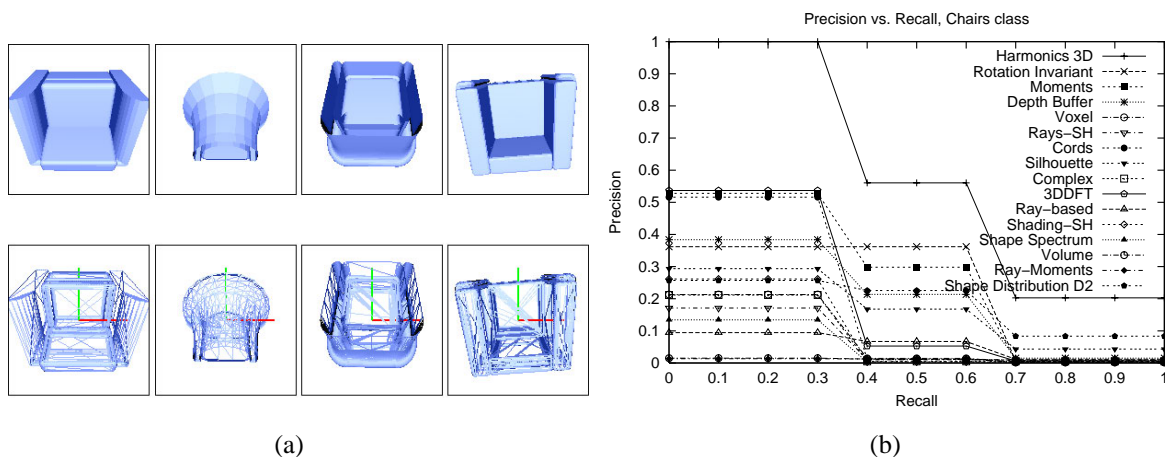 Precision vs. Recall, Chairs class
1
0.9
0.8
0.7
0.6
0.5
0.4
0.3
0.2
0.1
0
Precision
Harmonics 3D
Rotation Invariant
Moments
Depth Buffer
Voxel
Rays-SH
Cords
Silhouette
Complex
3DDFT
Ray-based
Shading-SH
Shape Spectrum
Volume
Ray-Moments
Shape Distribution D2
0 0.1 0.2 0.3 0.4 0.5 0.6 0.7 0.8 0.9 1
Recall
(a) (b)